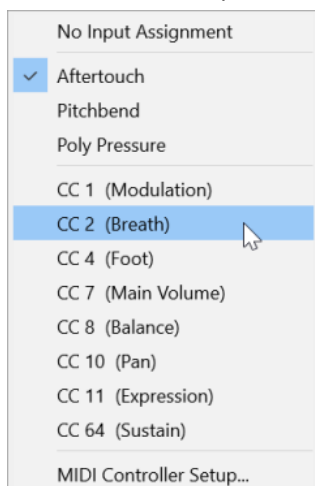 No Input Assignment
Aftertouch
Pitchbend
Poly Pressure
CC 1 (Modulation)
CC 2 (Breath)
CC 4 (Foot)
CC 7 (Main Volume)
CC 8 (Balance)
CC 10 (Pan)
CC 11 (Expression)
CC 64 (Sustain)
MIDI Controller Setup...